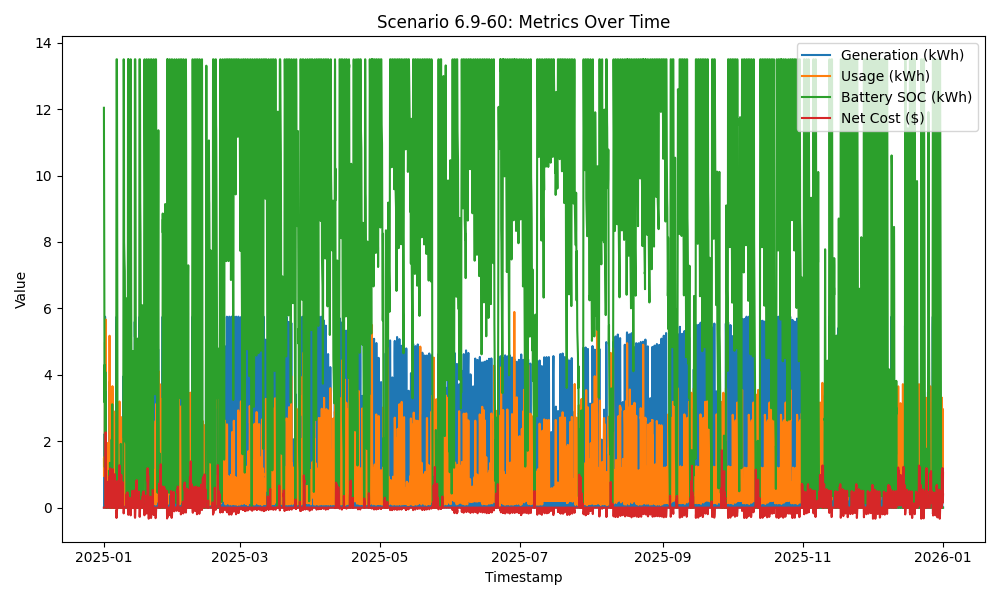 Scenario 6.9-60: Metrics Over Time
Generation (kWh)
Usage (kWh)
Battery SOC (kWh)
Net Cost ($)
Value
14
12
10
8
6
4
2
0
2025-01
2025-03
2025-05
2025-07
2025-09
2025-11
2026-01
Timestamp